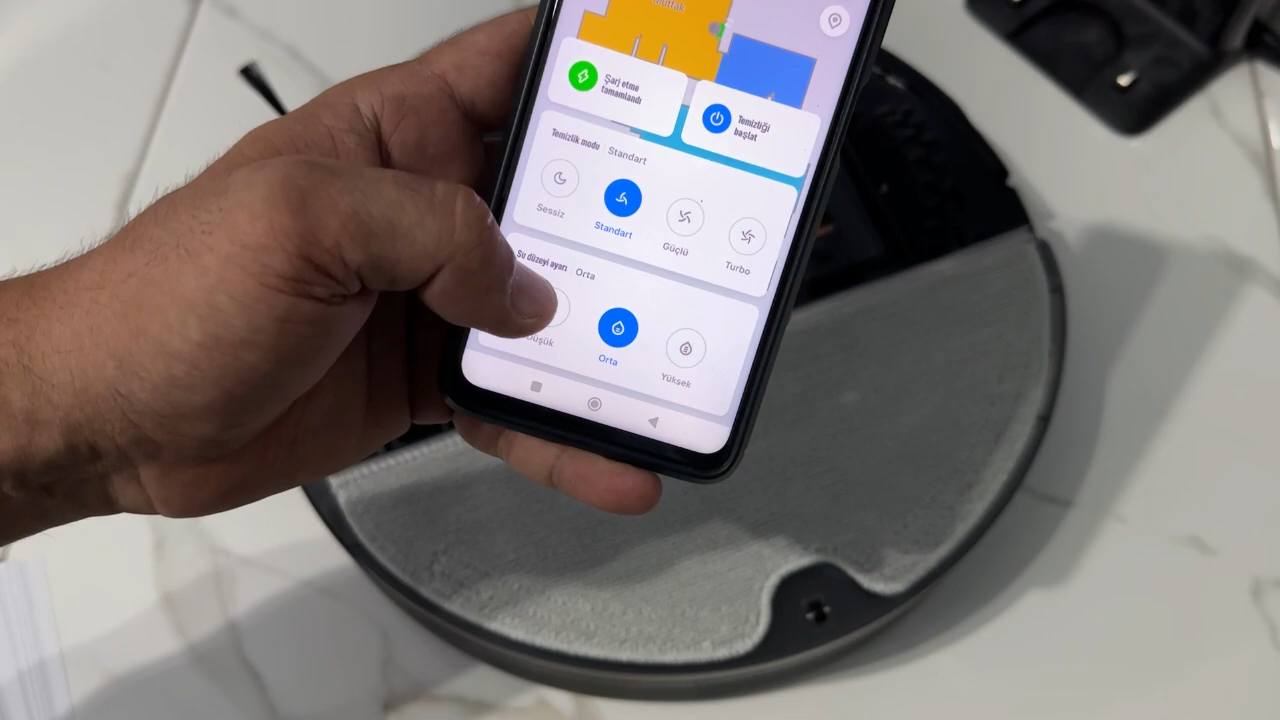 mutfak
Şarj etme
tamamlandı
Temizliği
başlat
Temizlik modu Standart
Sessiz
Standart
Güçlü
Turbo
Su düzeyi ayarı Orta
Düşük
Orta
Yüksek